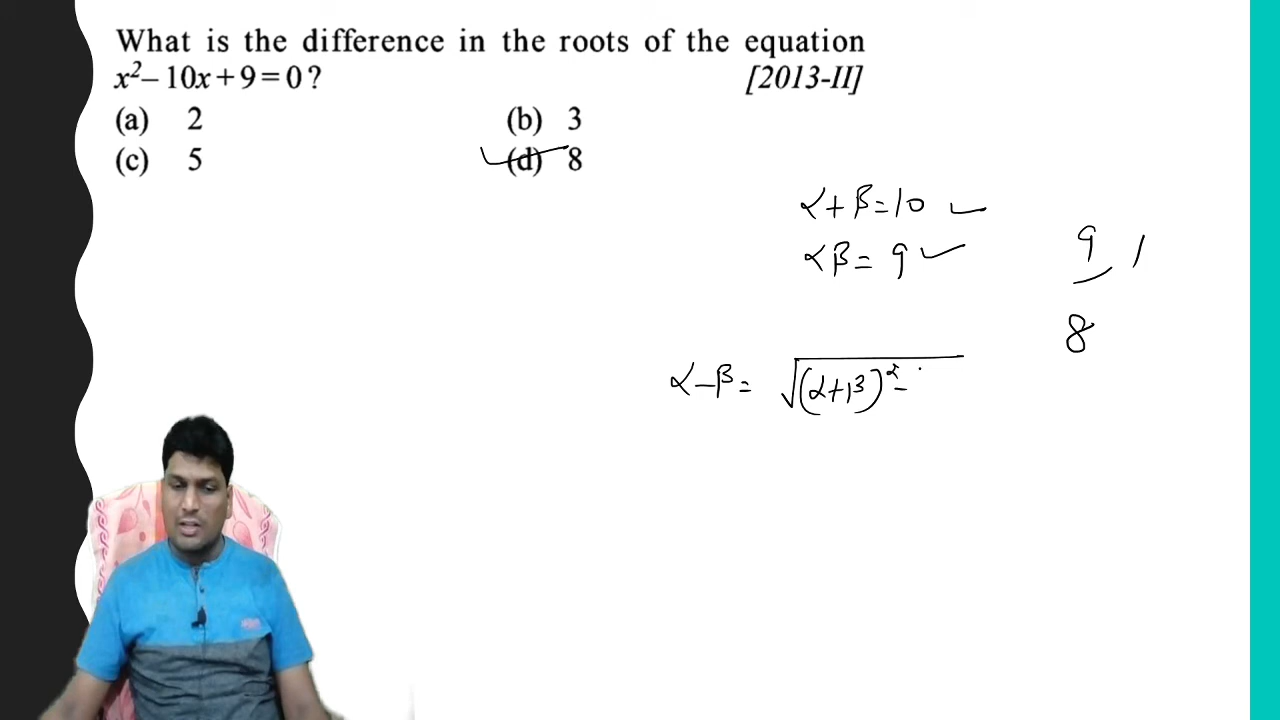 What is the difference in the roots of the equation
x²– 10x + 9 = 0 ? [2013-II]
(a) 2 (b) 3
(c) 5 (d) 8
α + β = 10
αβ = 9
9, 1
8
α – β = √(α+β)² –